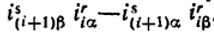 i^s_{(i+1)β} i^r_{iα} — i^s_{(i+1)α} i^r_{iβ}.